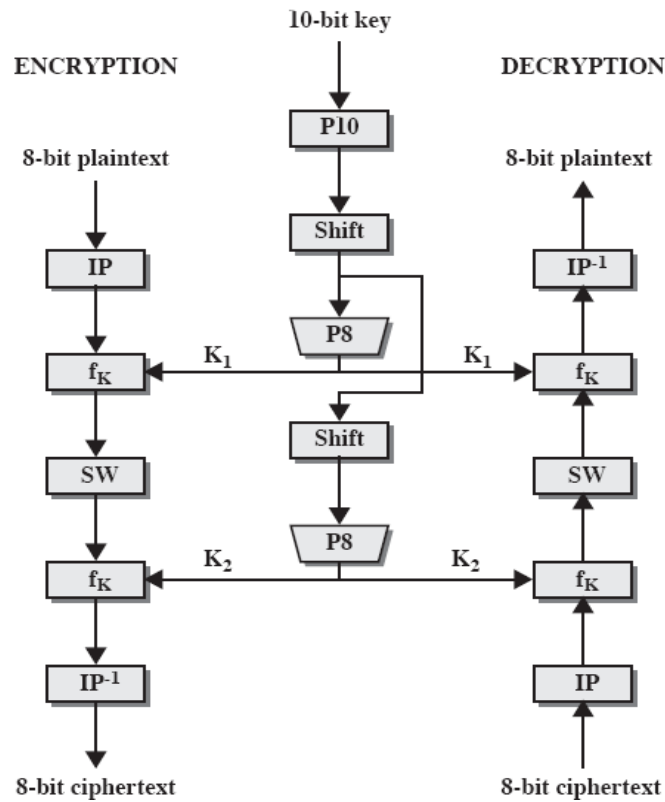 10-bit key
ENCRYPTION
DECRYPTION
P10
8-bit plaintext
8-bit plaintext
Shift
IP
IP-1
P8
K1
K1
fK
fK
Shift
SW
SW
P8
K2
K2
fK
fK
IP-1
IP
8-bit ciphertext
8-bit ciphertext